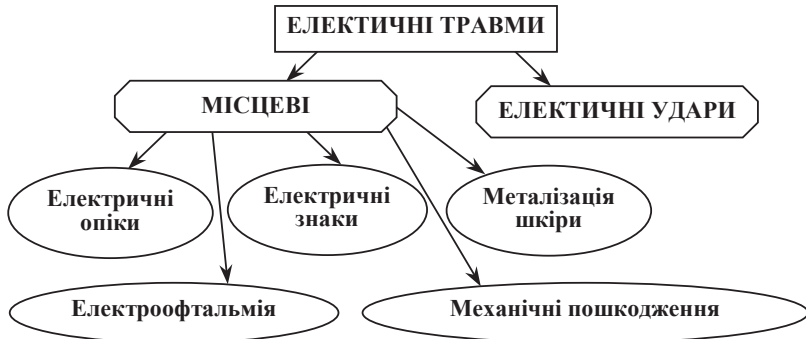 ЕЛЕКТИЧНІ ТРАВМИ
МІСЦЕВІ
ЕЛЕКТИЧНІ УДАРИ
Електричні
опіки
Електричні
знаки
Металізація
шкіри
Електроофтальмія
Механічні пошкодження